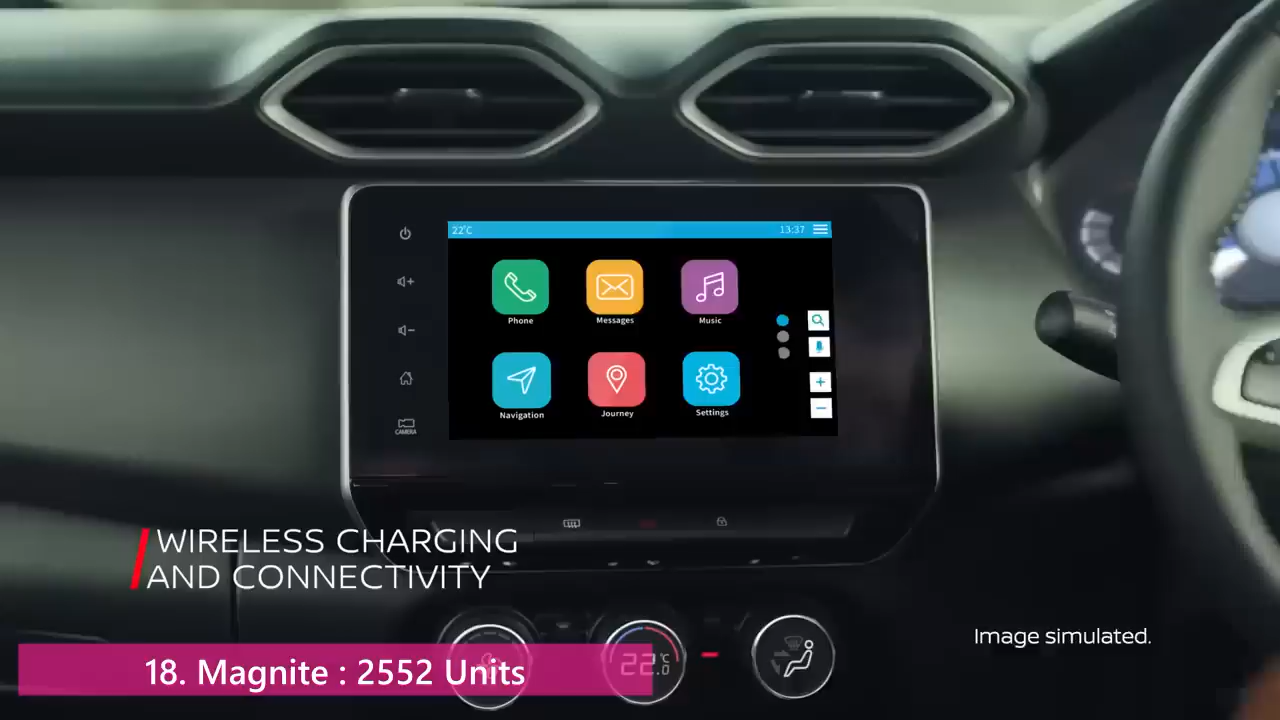 22°C
13:37
Phone
Messages
Music
Navigation
Journey
Settings
CAMERA
WIRELESS CHARGING
AND CONNECTIVITY
Image simulated.
22.0°C
18. Magnite : 2552 Units